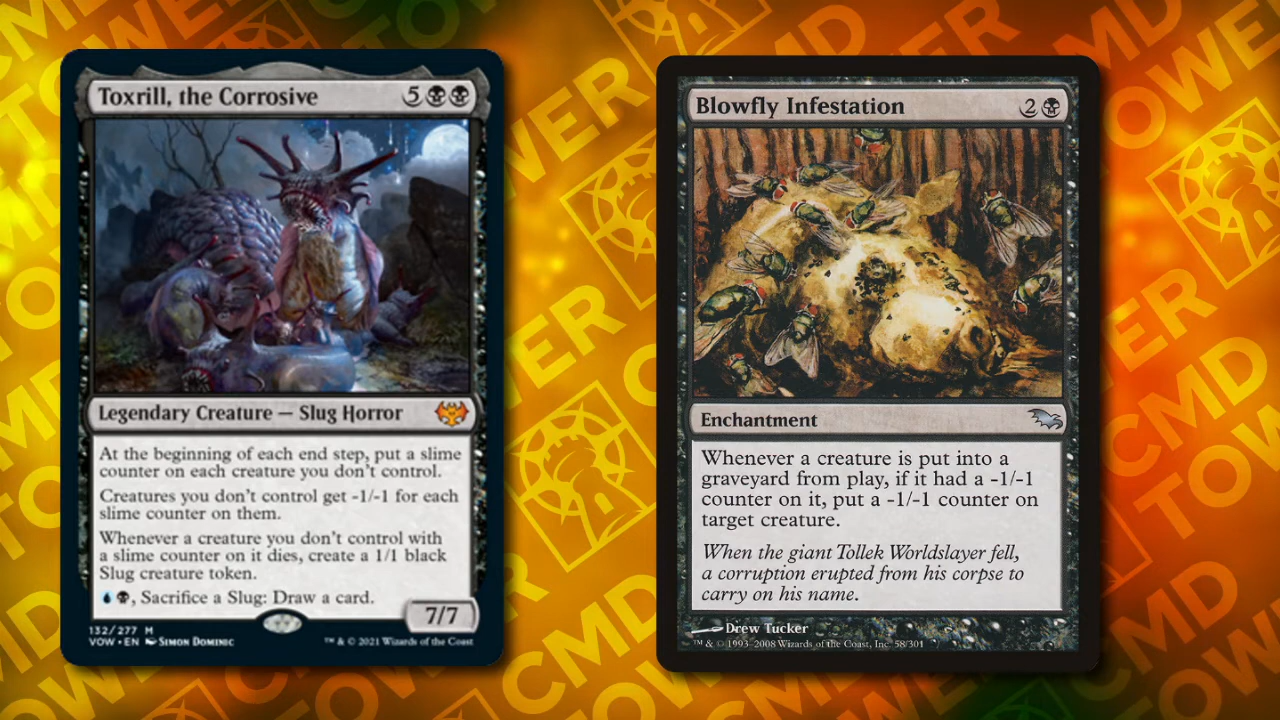 Toxrill, the Corrosive 5
Legendary Creature — Slug Horror
At the beginning of each end step, put a slime
counter on each creature you don't control.
Creatures you don't control get -1/-1 for each
slime counter on them.
Whenever a creature you don't control with
a slime counter on it dies, create a 1/1 black
Slug creature token.
, Sacrifice a Slug: Draw a card.
7/7
132/277 M
VOW • EN Simon Dominic
™ & © 2021 Wizards of the Coast
Blowfly Infestation 2
Enchantment
Whenever a creature is put into a
graveyard from play, if it had a -1/-1
counter on it, put a -1/-1 counter on
target creature.
When the giant Tollek Worldslayer fell,
a corruption erupted from his corpse to
carry on his name.
Drew Tucker
™ & © 1993–2008 Wizards of the Coast, Inc. 58/301
CMD
TOWER